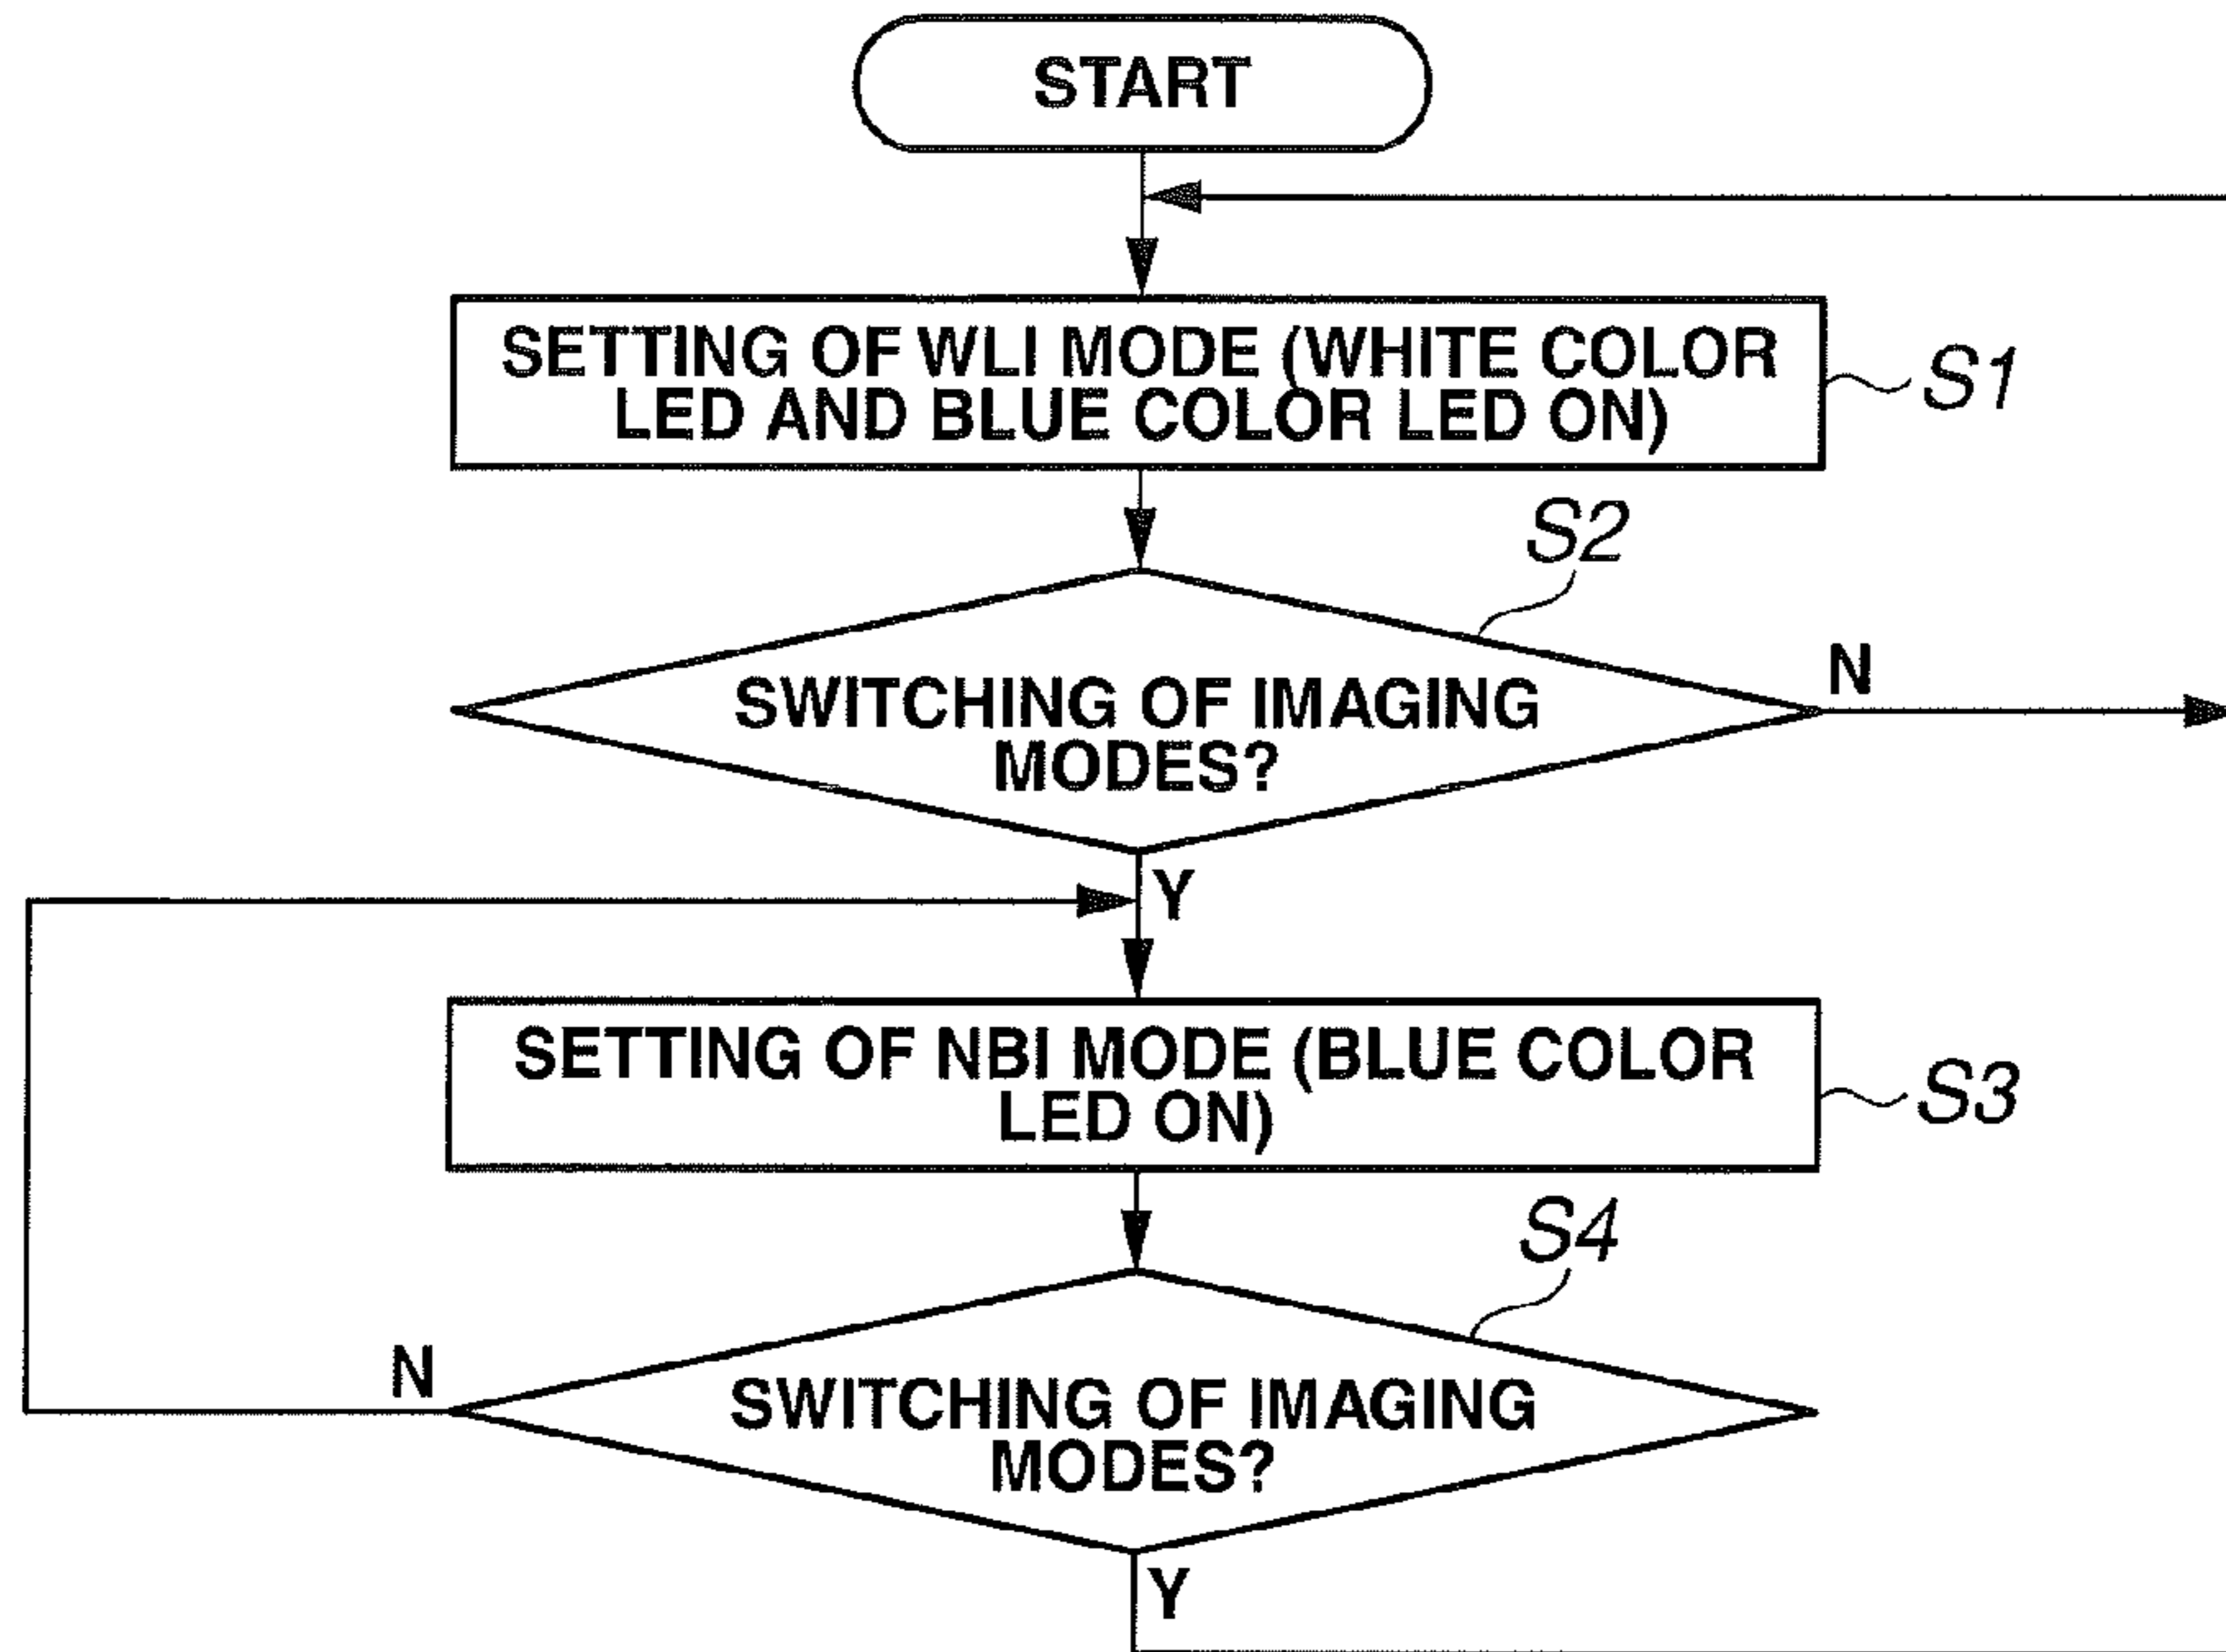 START
SETTING OF WLI MODE (WHITE COLOR
LED AND BLUE COLOR LED ON)
S1
S2
SWITCHING OF IMAGING
MODES?
N
Y
SETTING OF NBI MODE (BLUE COLOR
LED ON)
S3
S4
N
SWITCHING OF IMAGING
MODES?
Y